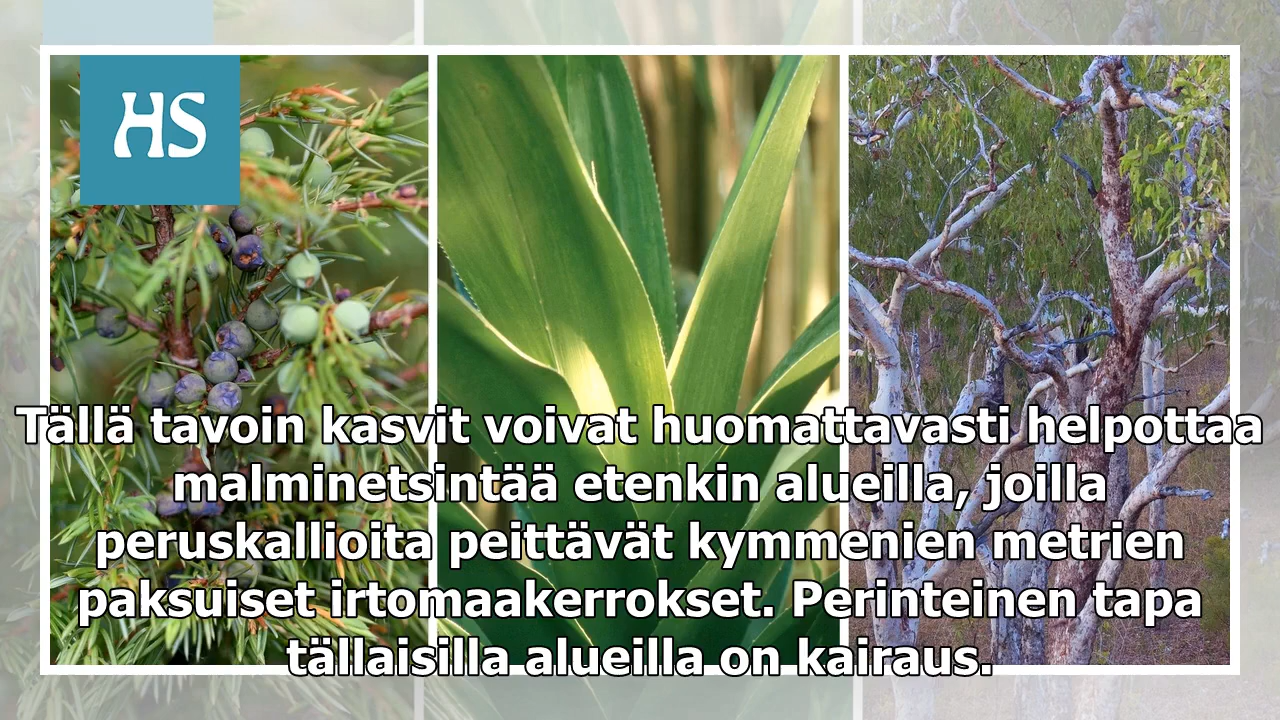 HS
Tällä tavoin kasvit voivat huomattavasti helpottaa
malminetsintää etenkin alueilla, joilla
peruskallioita peittävät kymmenien metrien
paksuiset irtomaakerrokset. Perinteinen tapa
tällaisilla alueilla on kairaus.